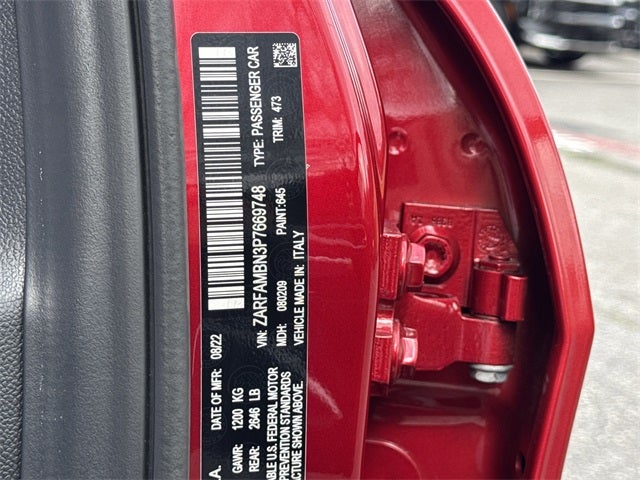 .A. DATE OF MFR: 08/22
GAWR: 1200 KG
REAR: 2646 LB
ABLE U.S. FEDERAL MOTOR
PREVENTION STANDARDS
ACTURE SHOWN ABOVE.
VIN: ZARFAMBN3P7669748 TYPE: PASSENGER CAR
MDH: 080209 PAINT:645 TRIM: 473
VEHICLE MADE IN: ITALY